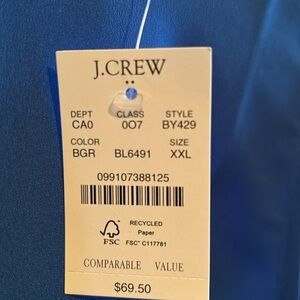 J.CREW
DEPT CLASS STYLE
CA0 007 BY429
COLOR SIZE
BGR BL6491 XXL
099107388125
RECYCLED
Paper
FSC FSC® C117781
COMPARABLE VALUE
$69.50